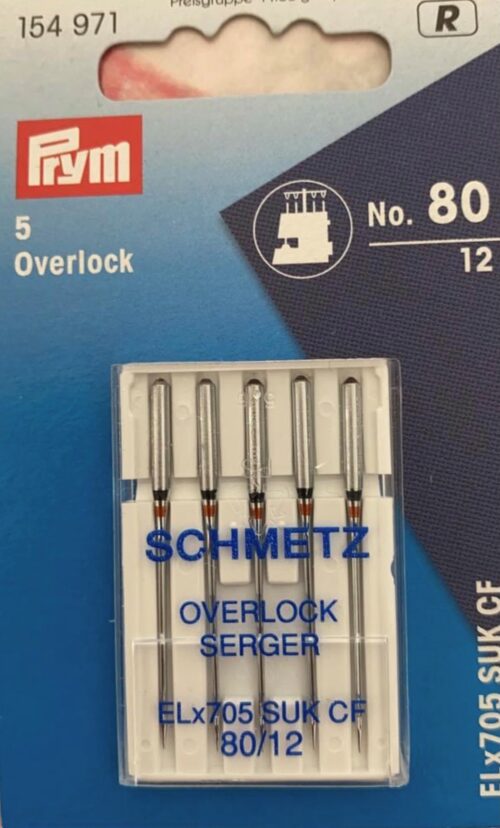 154 971
R
Prym
5
Overlock
No. 80
12
SCHMETZ
OVERLOCK
SERGER
ELx705 SUK CF
80/12
ELx705 SUK CF